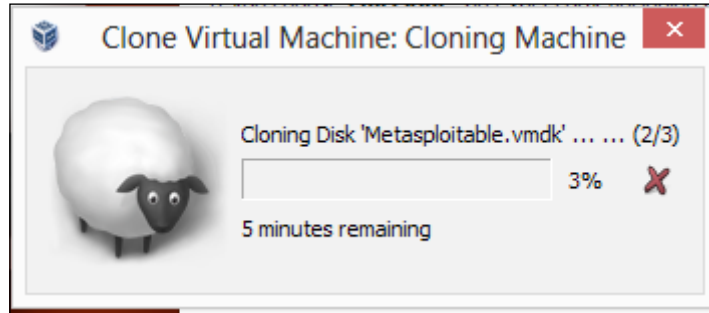 Clone Virtual Machine: Cloning Machine
Cloning Disk 'Metasploitable.vmdk' ... ... (2/3)
3%
5 minutes remaining